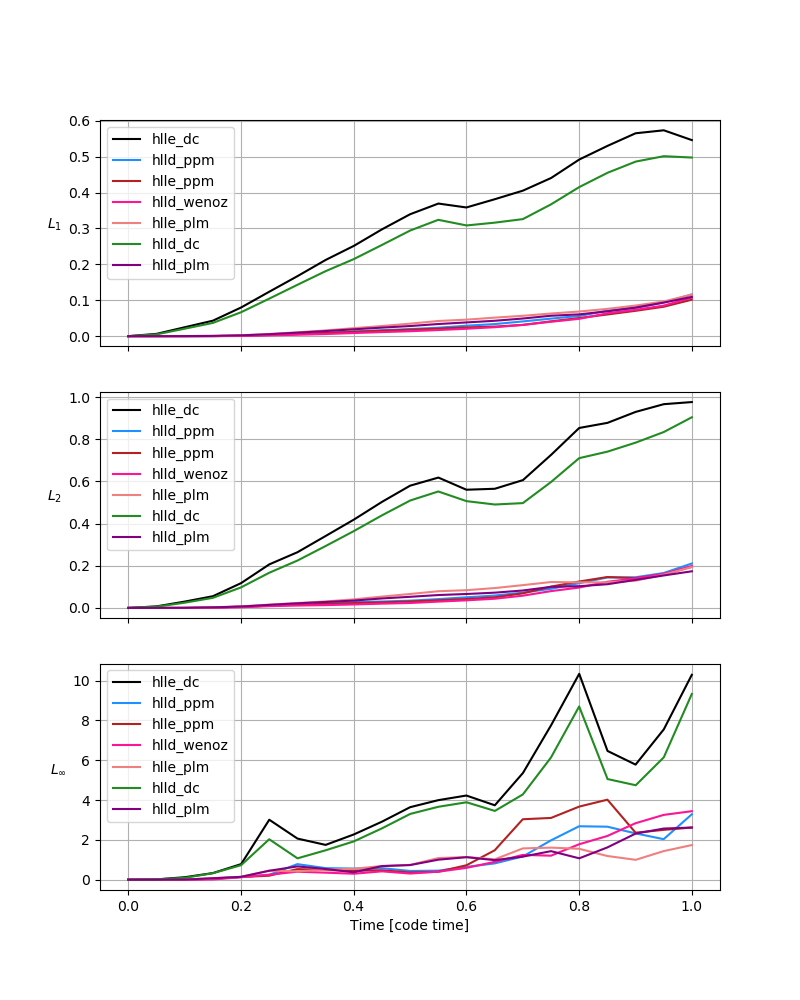 0.6
0.5
0.4
0.3
0.2
0.1
0.0
L₁
hlle_dc
hlld_ppm
hlle_ppm
hlld_wenoz
hlle_plm
hlld_dc
hlld_plm
1.0
0.8
0.6
0.4
0.2
0.0
L₂
hlle_dc
hlld_ppm
hlle_ppm
hlld_wenoz
hlle_plm
hlld_dc
hlld_plm
10
8
6
4
2
0
L∞
hlle_dc
hlld_ppm
hlle_ppm
hlld_wenoz
hlle_plm
hlld_dc
hlld_plm
0.0 0.2 0.4 0.6 0.8 1.0
Time [code time]